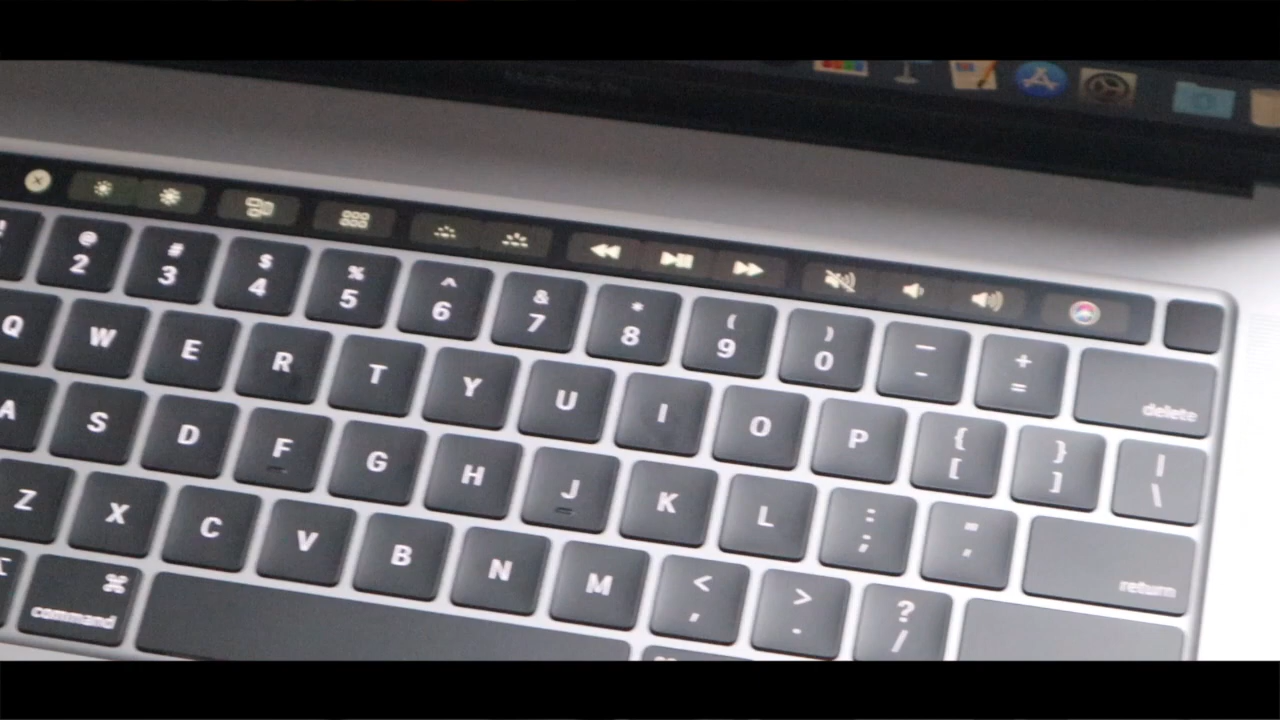 ! @ # $ % ^ & * ( ) — +
2 3 4 5 6 7 8 9 0 - =
delete
Q W E R T Y U I O P { } |
[ ] \
A S D F G H J K L : "
; '
return
Z X C V B N M < > ?
, . /
⌘
command